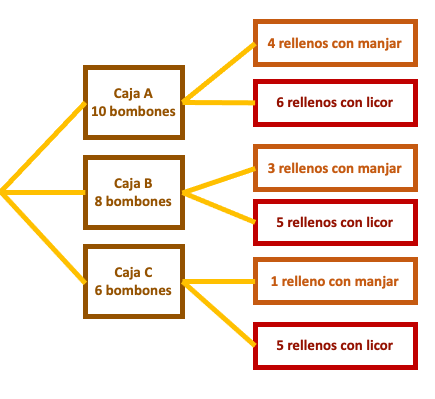 4 rellenos con manjar
Caja A
10 bombones
6 rellenos con licor
3 rellenos con manjar
Caja B
8 bombones
5 rellenos con licor
Caja C
6 bombones
1 relleno con manjar
5 rellenos con licor